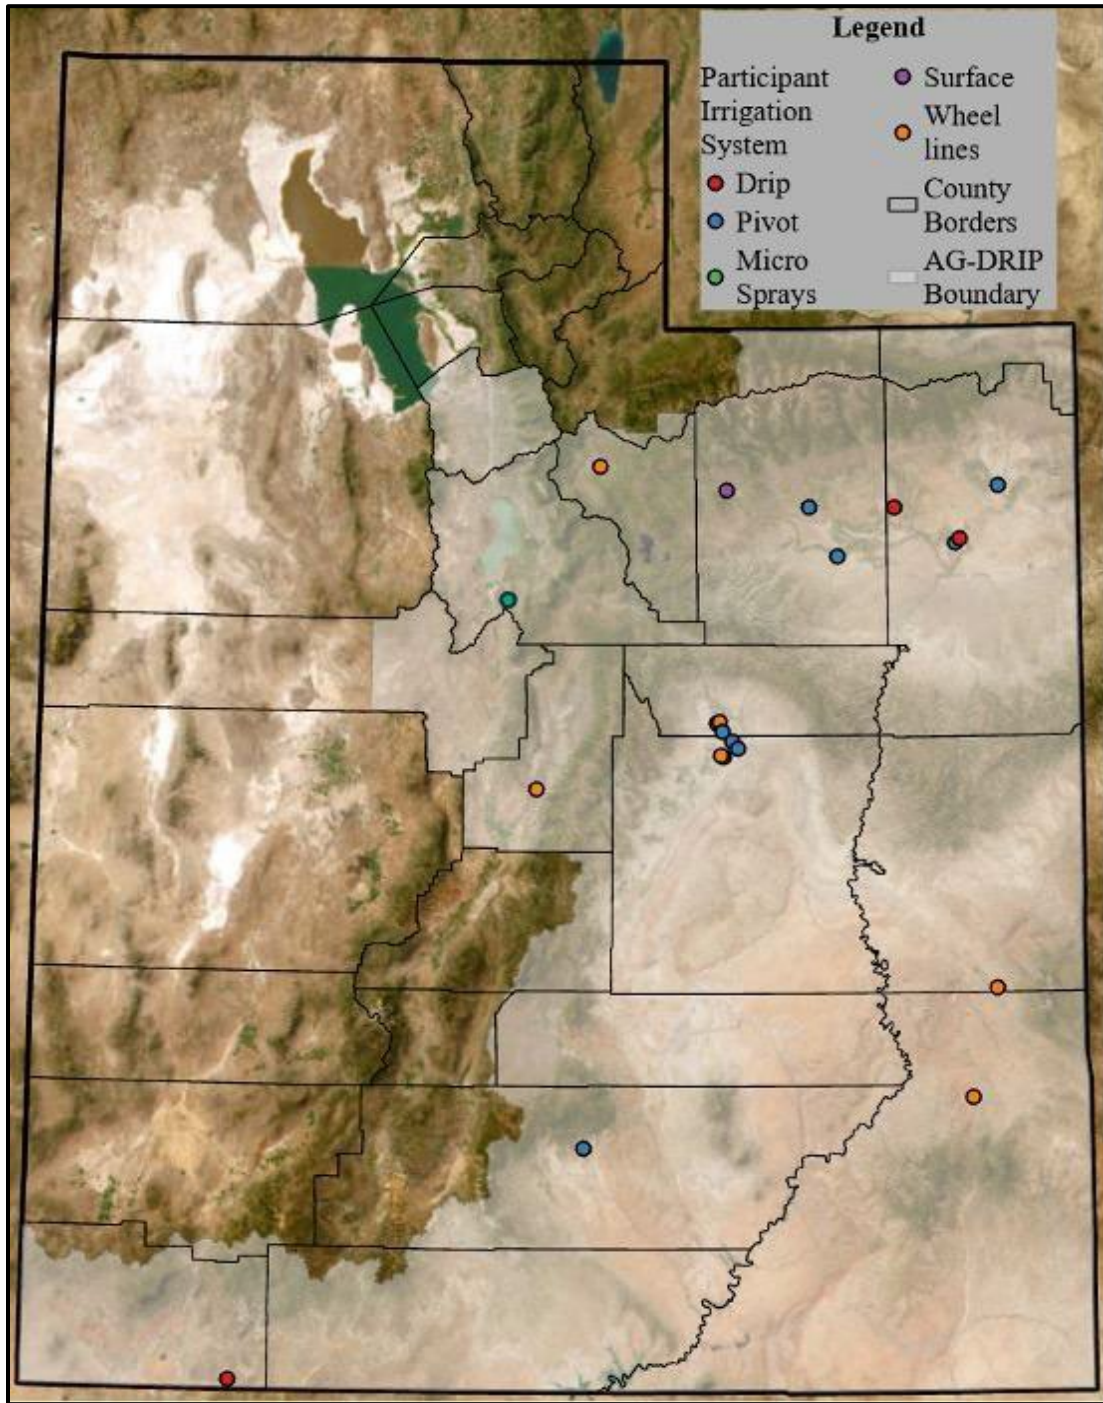 Legend
Participant
Irrigation
System
Drip
Pivot
Micro
Sprays
Surface
Wheel
lines
County
Borders
AG-DRIP
Boundary